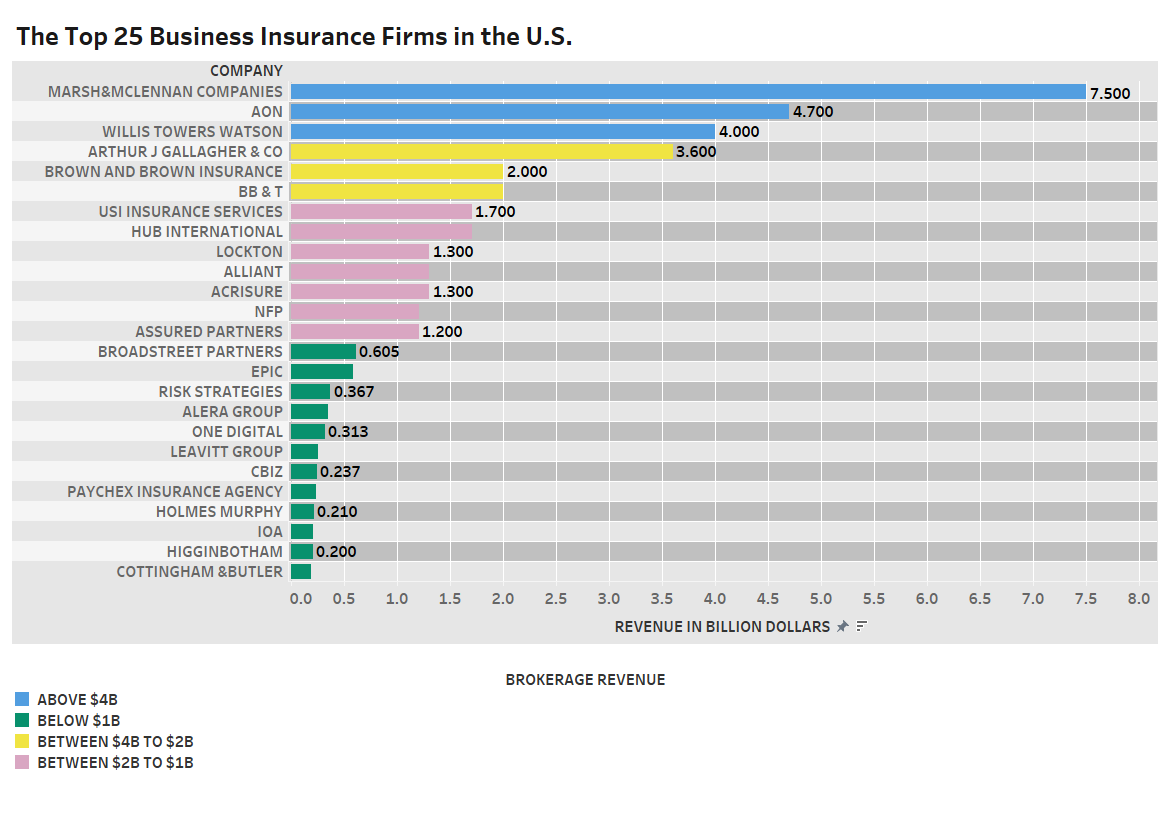 The Top 25 Business Insurance Firms in the U.S.
COMPANY
MARSH&MCLENNAN COMPANIES 7.500
AON 4.700
WILLIS TOWERS WATSON 4.000
ARTHUR J GALLAGHER & CO 3.600
BROWN AND BROWN INSURANCE 2.000
BB & T
USI INSURANCE SERVICES 1.700
HUB INTERNATIONAL
LOCKTON 1.300
ALLIANT
ACRISURE 1.300
NFP
ASSURED PARTNERS 1.200
BROADSTREET PARTNERS 0.605
EPIC
RISK STRATEGIES 0.367
ALERA GROUP
ONE DIGITAL 0.313
LEAVITT GROUP
CBIZ 0.237
PAYCHEX INSURANCE AGENCY
HOLMES MURPHY 0.210
IOA
HIGGINBOTHAM 0.200
COTTINGHAM &BUTLER
0.0 0.5 1.0 1.5 2.0 2.5 3.0 3.5 4.0 4.5 5.0 5.5 6.0 6.5 7.0 7.5 8.0
REVENUE IN BILLION DOLLARS
BROKERAGE REVENUE
ABOVE $4B
BELOW $1B
BETWEEN $4B TO $2B
BETWEEN $2B TO $1B